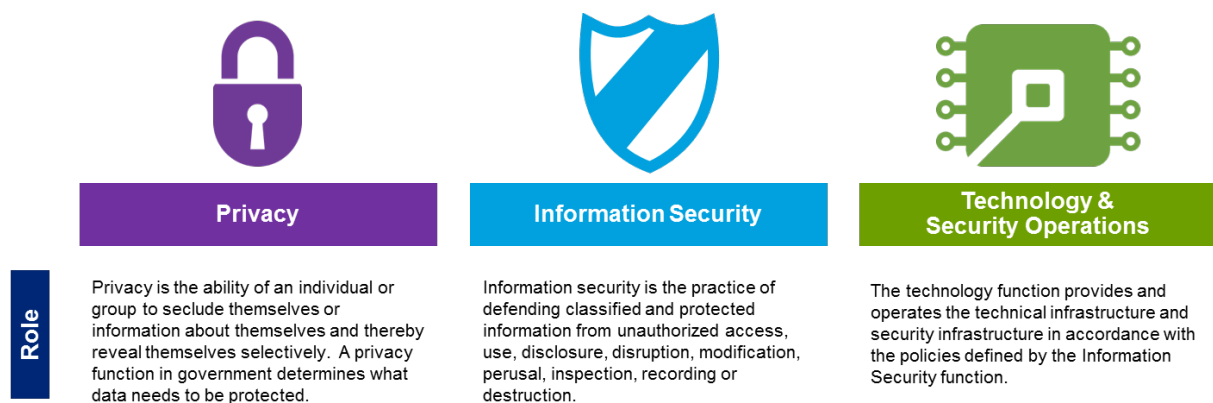 Privacy
Information Security
Technology &
Security Operations
Role
Privacy is the ability of an individual or
group to seclude themselves or
information about themselves and thereby
reveal themselves selectively.  A privacy
function in government determines what
data needs to be protected.
Information security is the practice of
defending classified and protected
information from unauthorized access,
use, disclosure, disruption, modification,
perusal, inspection, recording or
destruction.
The technology function provides and
operates the technical infrastructure and
security infrastructure in accordance with
the policies defined by the Information
Security function.